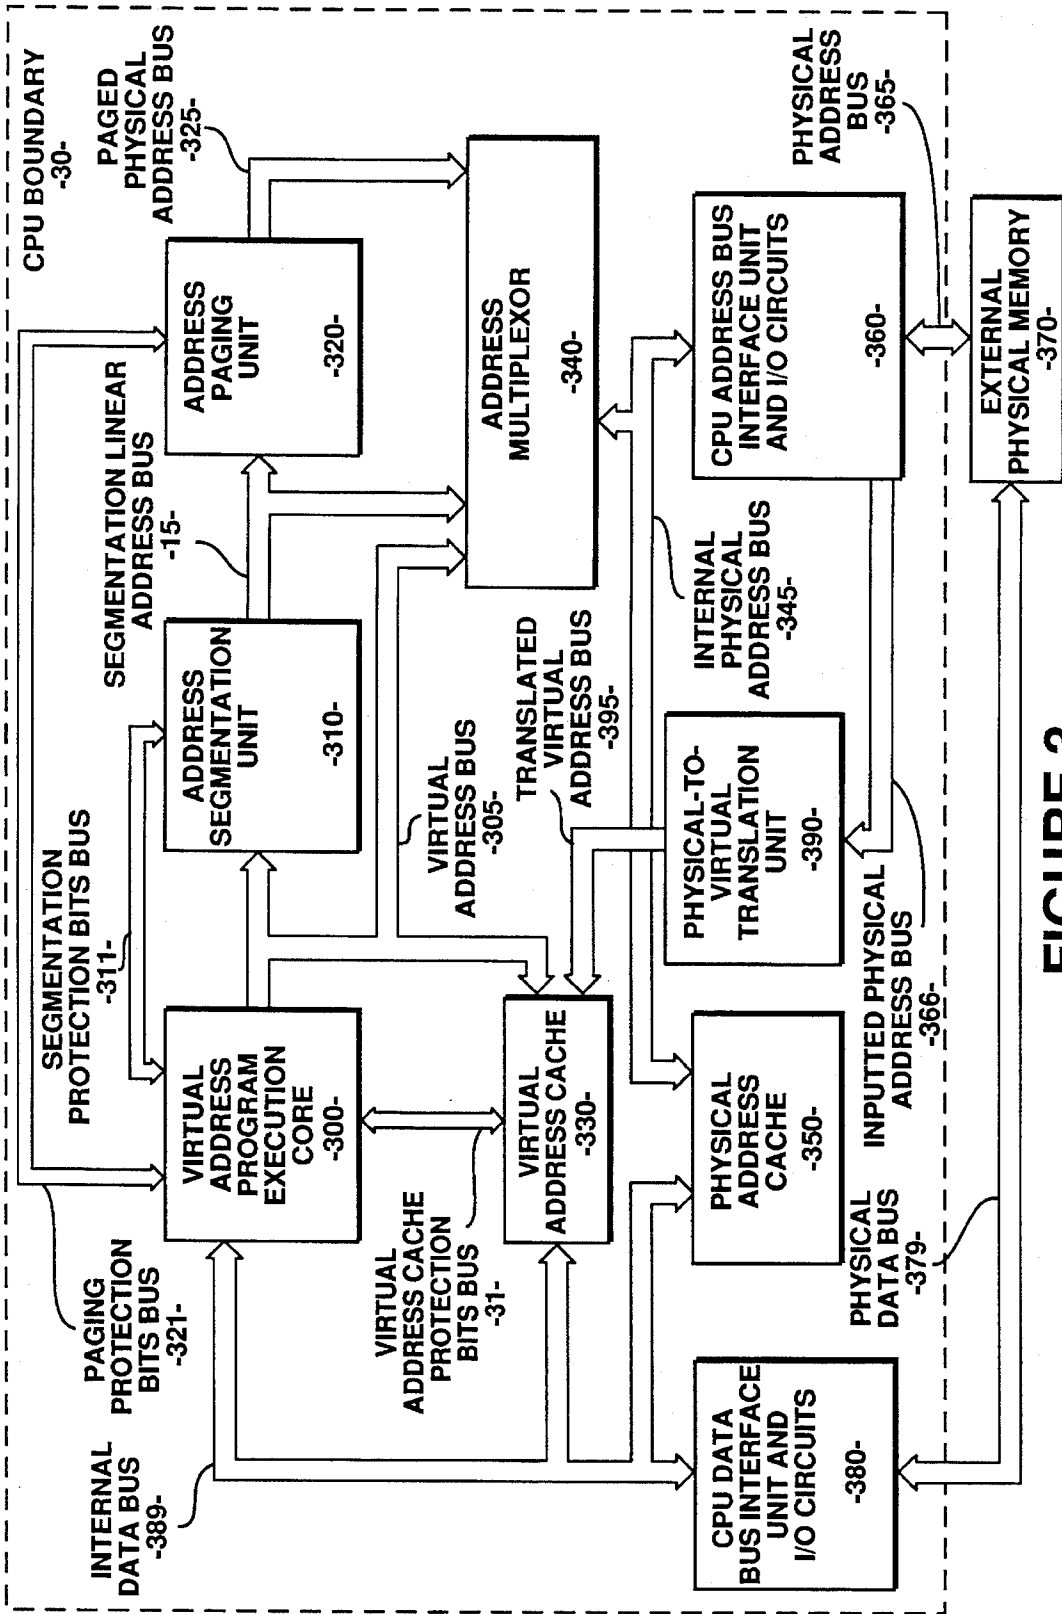 CPU BOUNDARY
-30-
PAGING
PROTECTION
BITS BUS
-321-
SEGMENTATION
PROTECTION BITS BUS
-311-
SEGMENTATION LINEAR
ADDRESS BUS
-15-
PAGED
PHYSICAL
ADDRESS BUS
-325-
INTERNAL
DATA BUS
-389-
VIRTUAL
ADDRESS
PROGRAM
EXECUTION
CORE
-300-
ADDRESS
SEGMENTATION
UNIT
-310-
ADDRESS
PAGING
UNIT
-320-
VIRTUAL
ADDRESS CACHE
PROTECTION
BITS BUS
-31-
VIRTUAL
ADDRESS BUS
-305-
VIRTUAL
ADDRESS CACHE
-330-
TRANSLATED
VIRTUAL
ADDRESS BUS
-395-
ADDRESS
MULTIPLEXOR
-340-
CPU DATA
BUS INTERFACE
UNIT AND
I/O CIRCUITS
-380-
PHYSICAL
ADDRESS
CACHE
-350-
PHYSICAL-TO-
VIRTUAL
TRANSLATION
UNIT
-390-
INTERNAL
PHYSICAL
ADDRESS BUS
-345-
CPU ADDRESS BUS
INTERFACE UNIT
AND I/O CIRCUITS
-360-
PHYSICAL
ADDRESS
BUS
-365-
PHYSICAL
DATA BUS
-379-
INPUTTED PHYSICAL
ADDRESS BUS
-366-
EXTERNAL
PHYSICAL MEMORY
-370-
FIGURE